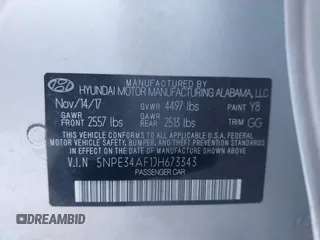 MANUFACTURED BY
HYUNDAI MOTOR MANUFACTURING ALABAMA, LLC
Nov/14/17 GVWR 4497 lbs PAINT Y8
GAWR FRONT 2557 lbs GAWR REAR 2513 lbs TRIM GG
THIS VEHICLE CONFORMS TO ALL APPLICABLE
FEDERAL MOTOR VEHICLE SAFETY, BUMPER,
AND THEFT PREVENTION STANDARDS IN EFFECT
ON THE DATE OF MANUFACTURE SHOWN ABOVE.
V.I.N 5NPE34AF1JH673343
PASSENGER CAR
DREAMBID